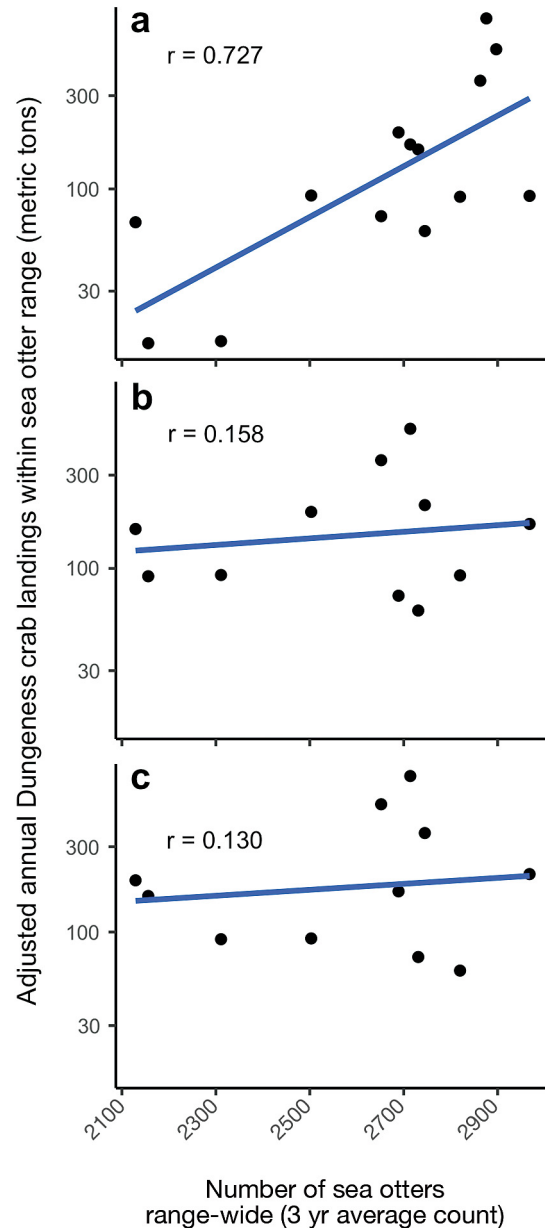 Adjusted annual Dungeness crab landings within sea otter range (metric tons)
a
r = 0.727
300
100
30
b
r = 0.158
300
100
30
c
r = 0.130
300
100
30
2100
2300
2500
2700
2900
Number of sea otters
range-wide (3 yr average count)